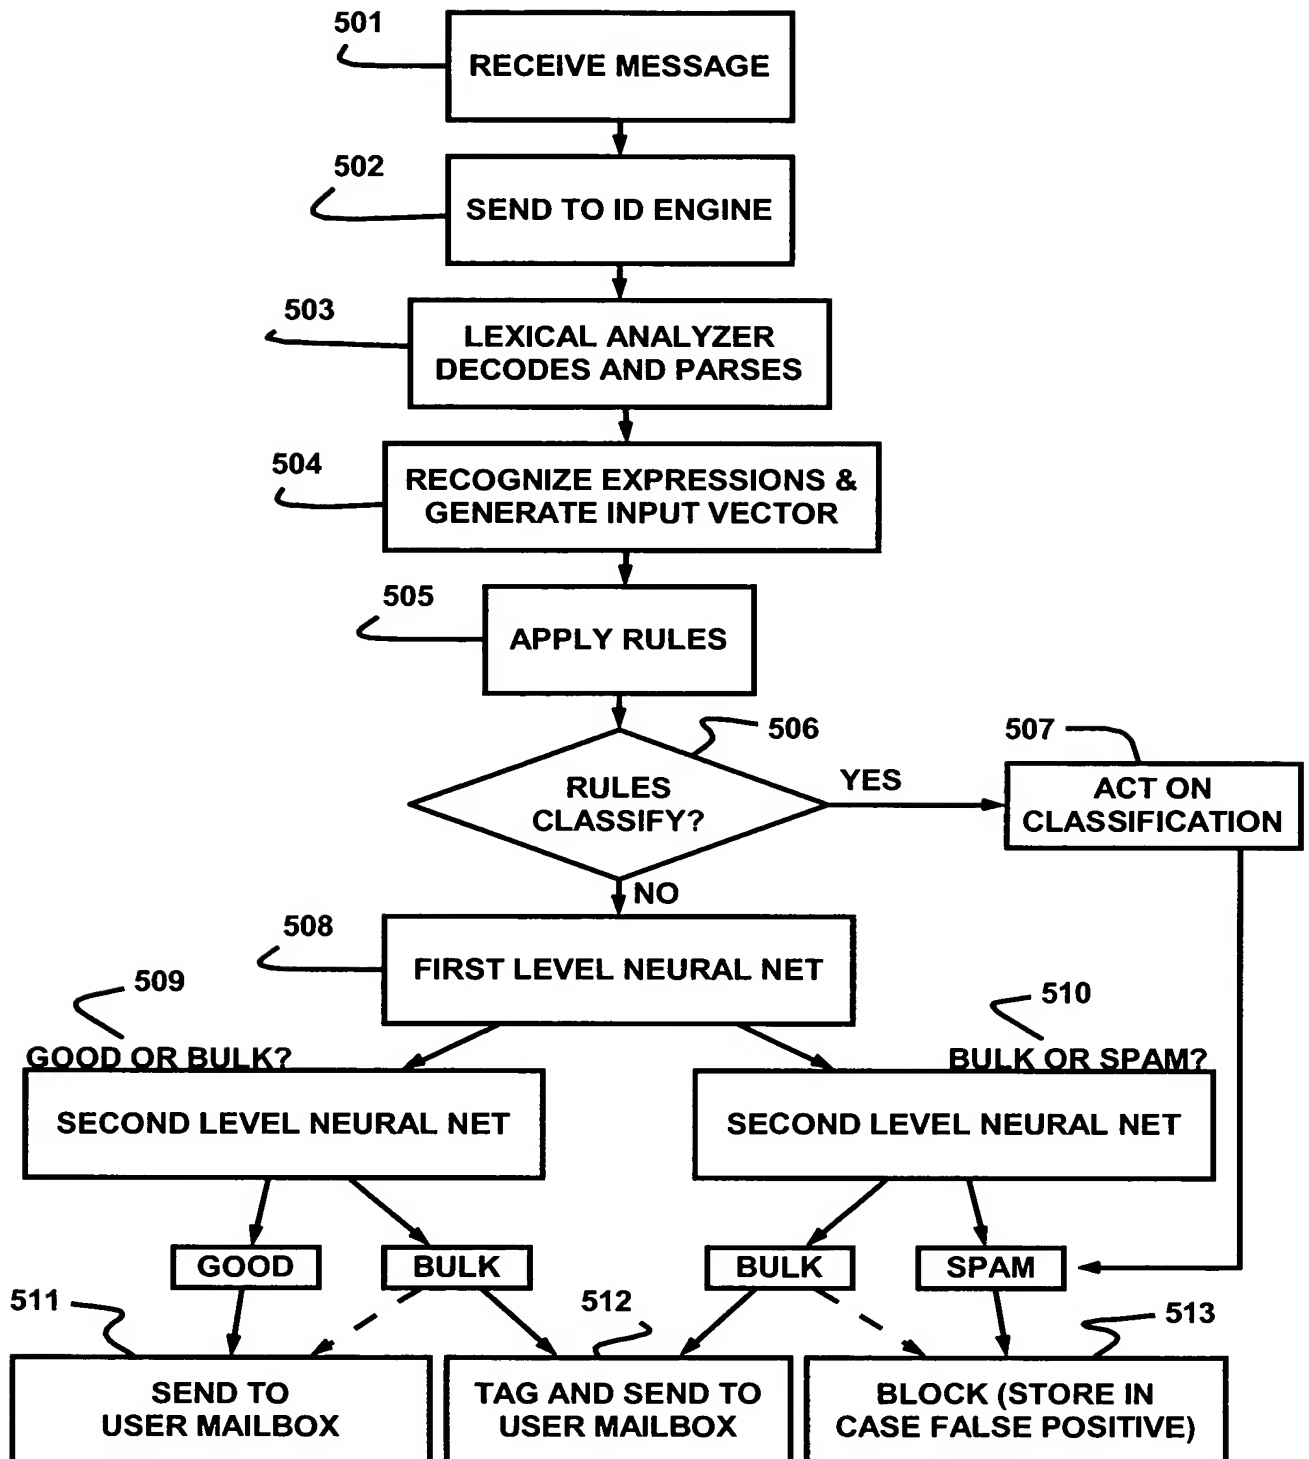 501
RECEIVE MESSAGE
502
SEND TO ID ENGINE
503
LEXICAL ANALYZER
DECODES AND PARSES
504
RECOGNIZE EXPRESSIONS &
GENERATE INPUT VECTOR
505
APPLY RULES
506
RULES
CLASSIFY?
YES
507
ACT ON
CLASSIFICATION
NO
508
FIRST LEVEL NEURAL NET
509
GOOD OR BULK?
SECOND LEVEL NEURAL NET
510
BULK OR SPAM?
SECOND LEVEL NEURAL NET
GOOD
BULK
BULK
SPAM
511
SEND TO
USER MAILBOX
512
TAG AND SEND TO
USER MAILBOX
513
BLOCK (STORE IN
CASE FALSE POSITIVE)